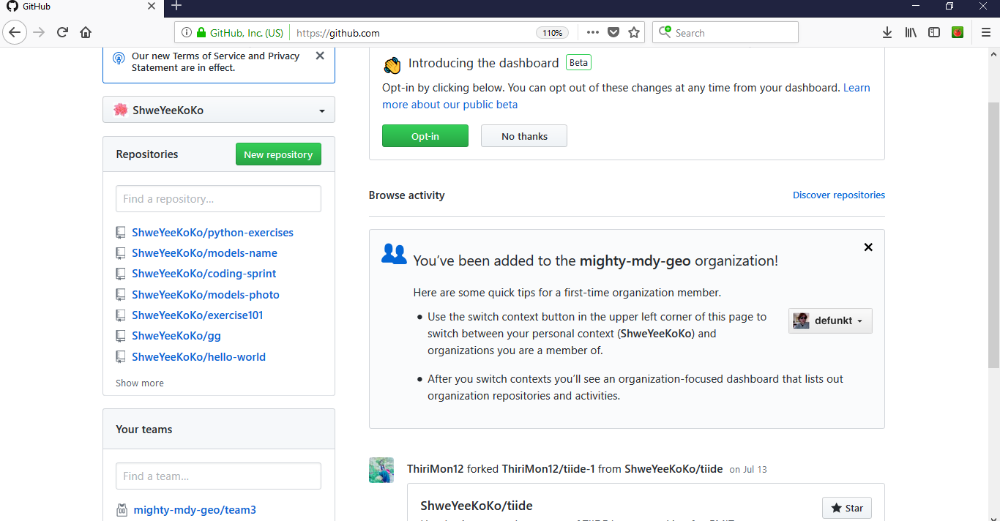 GitHub
GitHub, Inc. (US)
https://github.com
110%
Search
Our new Terms of Service and Privacy
Statement are in effect.
ShweYeeKoKo
Repositories
New repository
Find a repository...
ShweYeeKoKo/python-exercises
ShweYeeKoKo/models-name
ShweYeeKoKo/coding-sprint
ShweYeeKoKo/models-photo
ShweYeeKoKo/exercise101
ShweYeeKoKo/gg
ShweYeeKoKo/hello-world
Show more
Your teams
Find a team...
mighty-mdy-geo/team3
Introducing the dashboard Beta
Opt-in by clicking below. You can opt out of these changes at any time from your dashboard. Learn
more about our public beta
Opt-in
No thanks
Browse activity
Discover repositories
You've been added to the mighty-mdy-geo organization!
Here are some quick tips for a first-time organization member.
• Use the switch context button in the upper left corner of this page to
switch between your personal context (ShweYeeKoKo) and
organizations you are a member of.
defunkt
• After you switch contexts you'll see an organization-focused dashboard that lists out
organization repositories and activities.
ThiriMon12 forked ThiriMon12/tiide-1 from ShweYeeKoKo/tiide on Jul 13
ShweYeeKoKo/tiide
Star